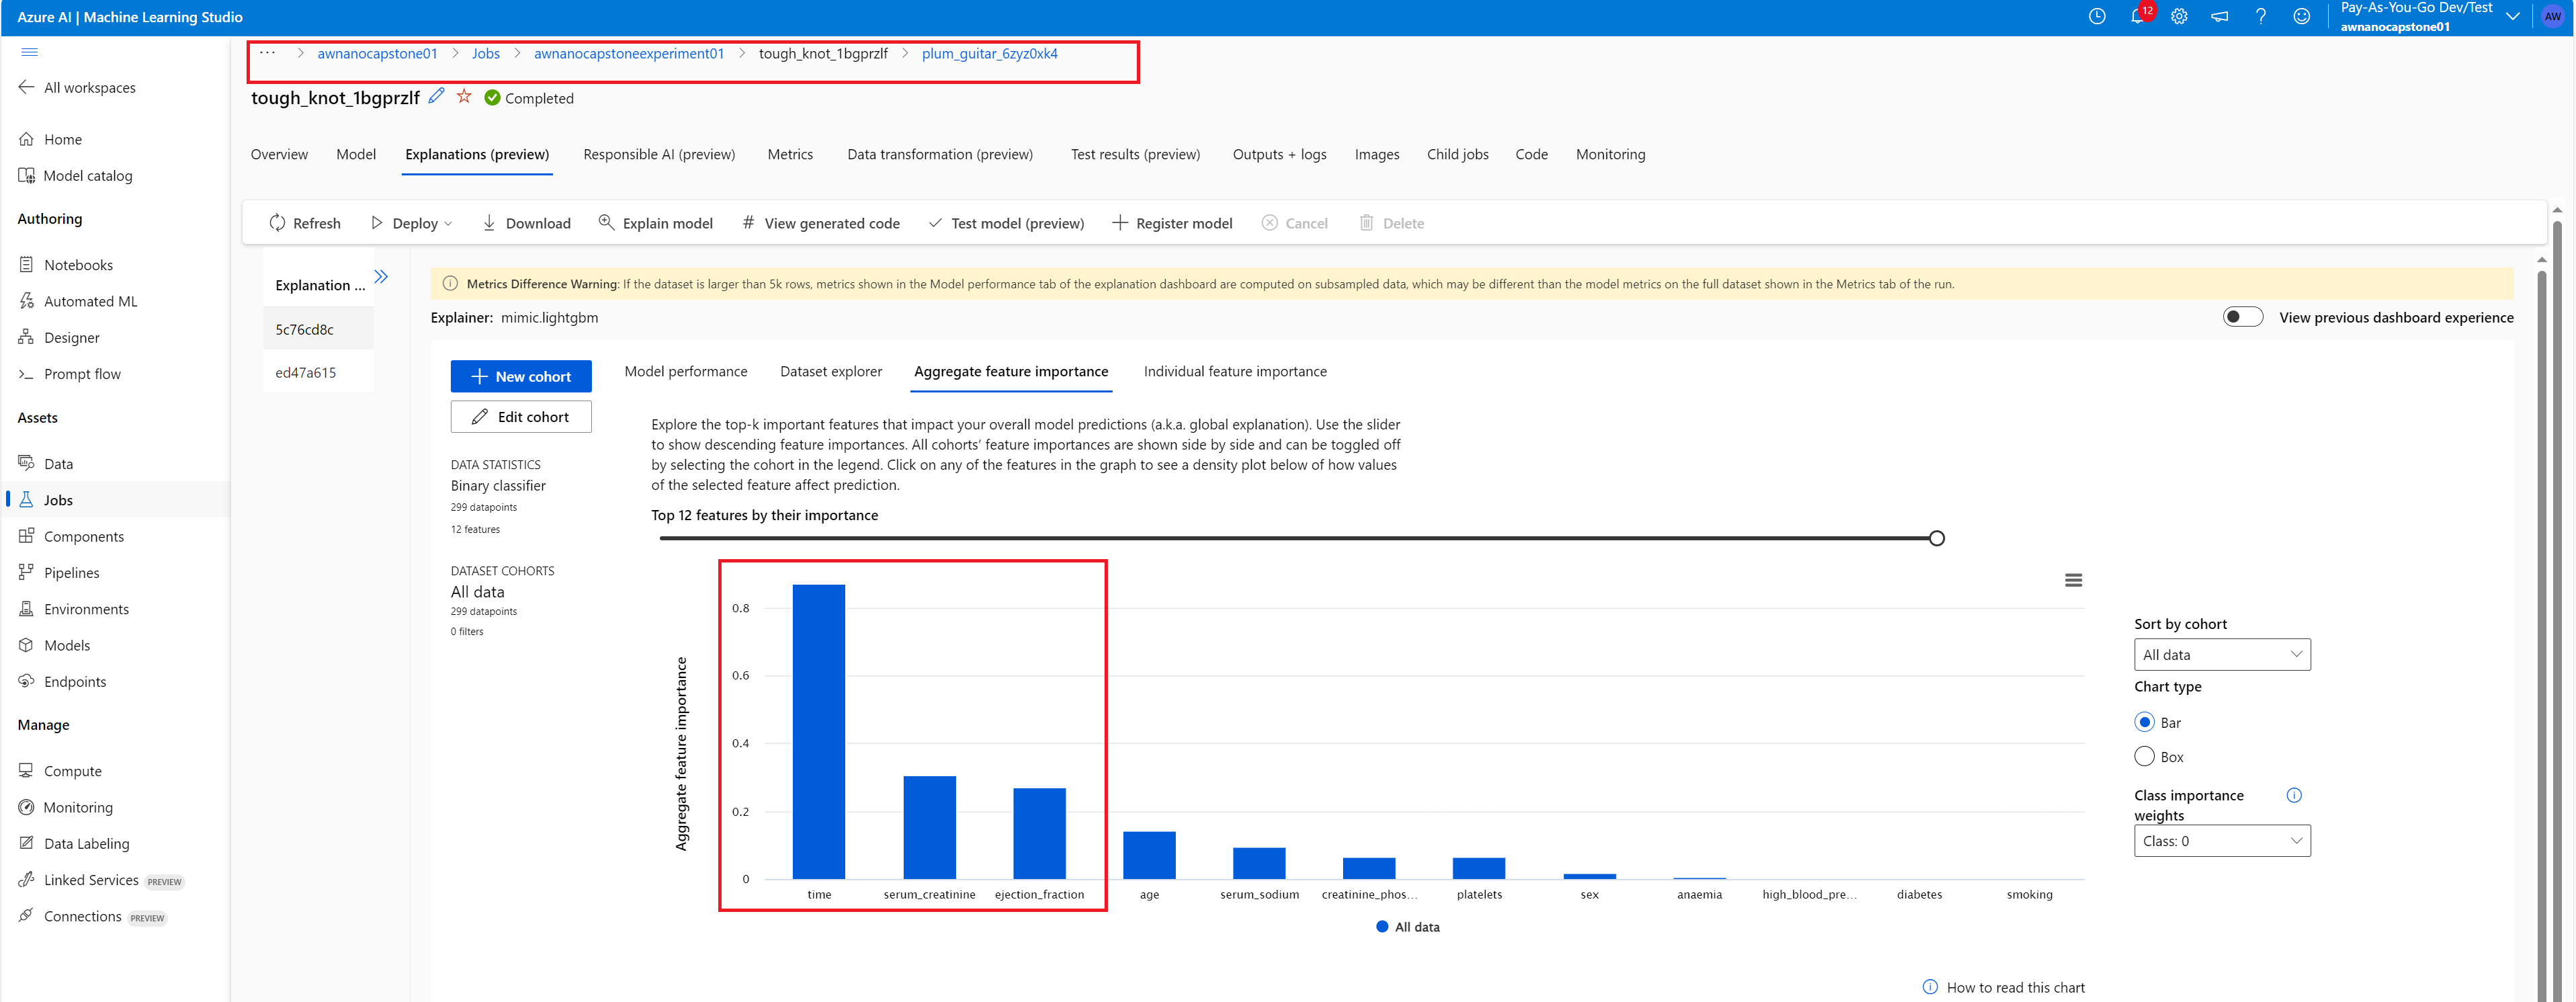 Azure AI | Machine Learning Studio
12
Pay-As-You-Go Dev/Test
awnanocapstone01
AW
All workspaces
Home
Model catalog
Authoring
Notebooks
Automated ML
Designer
Prompt flow
Assets
Data
Jobs
Components
Pipelines
Environments
Models
Endpoints
Manage
Compute
Monitoring
Data Labeling
Linked Services PREVIEW
Connections PREVIEW
... > awnanocapstone01 > Jobs > awnanocapstoneexperiment01 > tough_knot_1bgprzlf > plum_guitar_6zyz0xk4
tough_knot_1bgprzlf Completed
Overview Model Explanations (preview) Responsible AI (preview) Metrics Data transformation (preview) Test results (preview) Outputs + logs Images Child jobs Code Monitoring
Refresh Deploy Download Explain model # View generated code Test model (preview) Register model Cancel Delete
Explanation ...
5c76cd8c
ed47a615
Metrics Difference Warning: If the dataset is larger than 5k rows, metrics shown in the Model performance tab of the explanation dashboard are computed on subsampled data, which may be different than the model metrics on the full dataset shown in the Metrics tab of the run.
Explainer: mimic.lightgbm
View previous dashboard experience
New cohort
Edit cohort
DATA STATISTICS
Binary classifier
299 datapoints
12 features
DATASET COHORTS
All data
299 datapoints
0 filters
Model performance Dataset explorer Aggregate feature importance Individual feature importance
Explore the top-k important features that impact your overall model predictions (a.k.a. global explanation). Use the slider
to show descending feature importances. All cohorts' feature importances are shown side by side and can be toggled off
by selecting the cohort in the legend. Click on any of the features in the graph to see a density plot below of how values
of the selected feature affect prediction.
Top 12 features by their importance
Aggregate feature importance
0.8
0.6
0.4
0.2
0
time serum_creatinine ejection_fraction age serum_sodium creatinine_phos... platelets sex anaemia high_blood_pre... diabetes smoking
All data
Sort by cohort
All data
Chart type
Bar
Box
Class importance
weights
Class: 0
How to read this chart